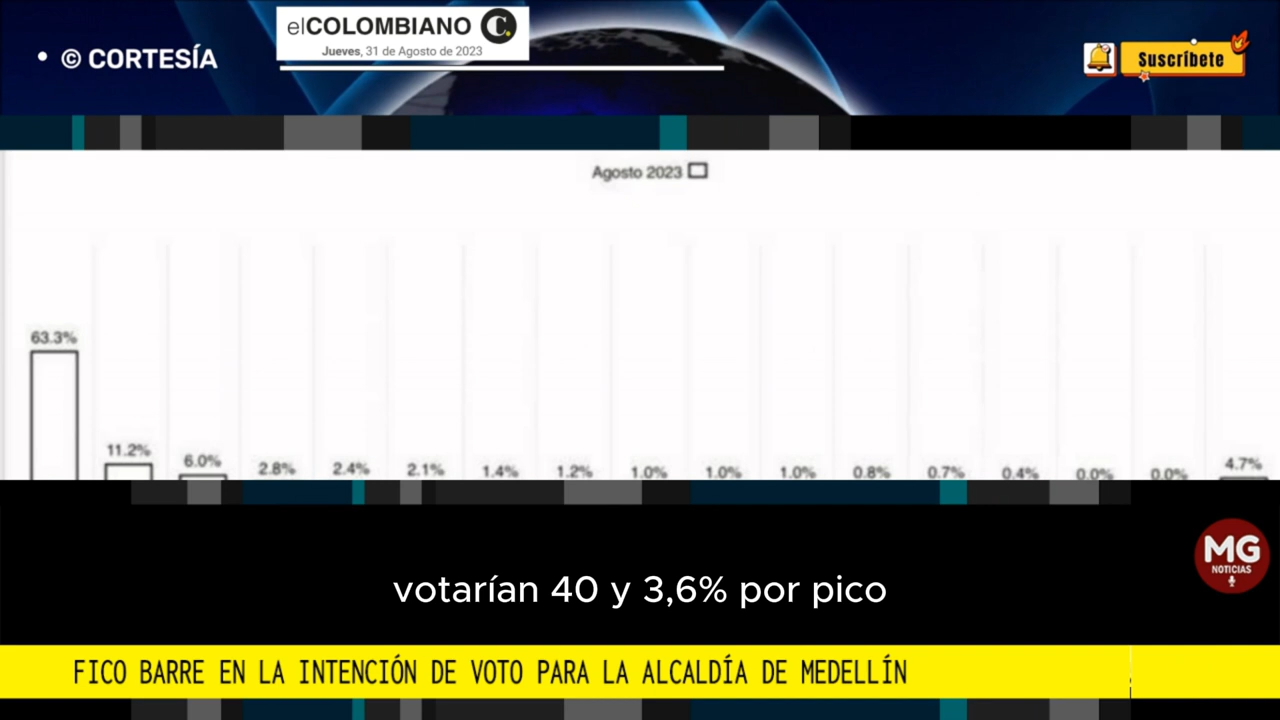 elCOLOMBIANO C.
Jueves, 31 de Agosto de 2023
• © CORTESÍA
Suscríbete
Agosto 2023
63.3%
11.2%
6.0%
2.8%
2.4%
2.1%
1.4%
1.2%
1.0%
1.0%
1.0%
0.8%
0.7%
0.4%
0.0%
0.0%
4.7%
MG
NOTICIAS
votarían 40 y 3,6% por pico
FICO BARRE EN LA INTENCIÓN DE VOTO PARA LA ALCALDÍA DE MEDELLÍN